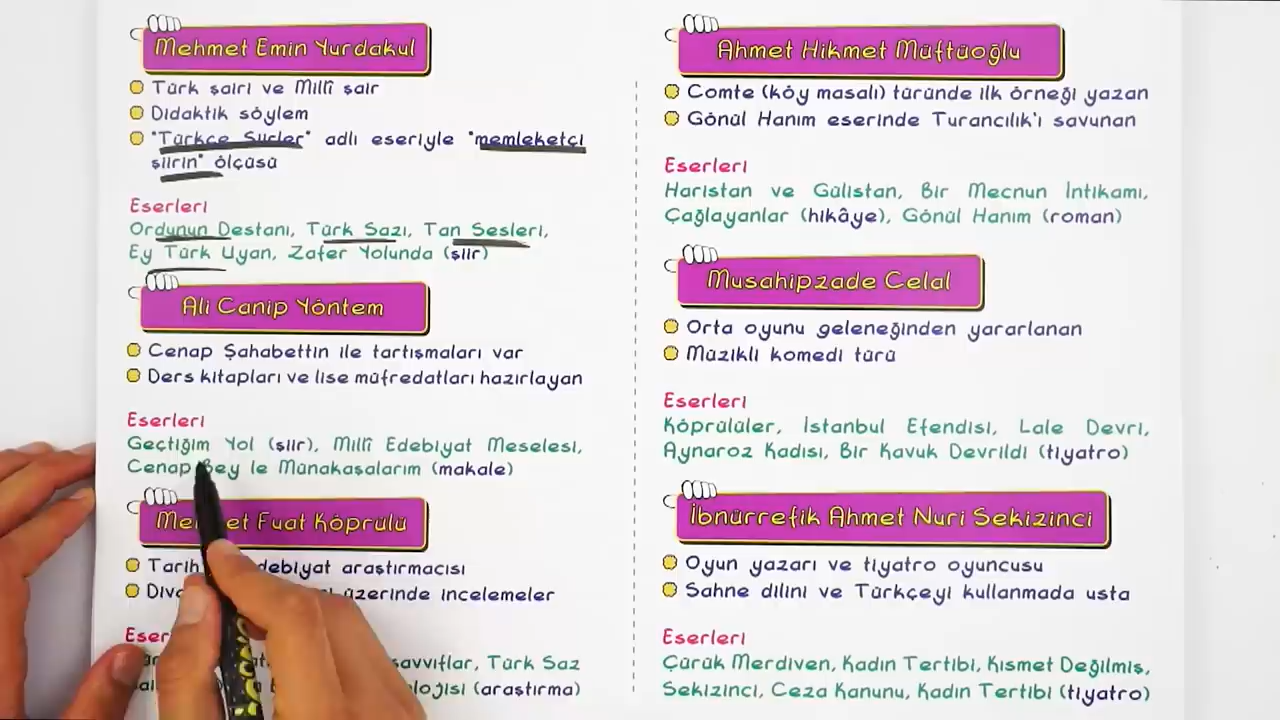 Mehmet Emin Yurdakul
Türk şairi ve Millî şair
Didaktik söylem
"Türkçe Şiirler" adlı eseriyle "memleketçi
şiirin" ölçüsü
Eserleri
Ordunun Destanı, Türk Sazı, Tan Sesleri,
Ey Türk Uyan, Zafer Yolunda (şiir)
Ali Canip Yöntem
Cenap Şahabettin ile tartışmaları var
Ders kitapları ve lise müfredatları hazırlayan
Eserleri
Geçtiğim Yol (şiir), Millî Edebiyat Meselesi,
Cenap Bey le Münakaşalarım (makale)
Mehmet Fuat Köprülü
edebiyat araştırmacısı
üzerinde incelemeler
Türk Saz
(araştırma)
Ahmet Hikmet Müftüoğlu
Comte (köy masalı) türünde ilk örneği yazan
Gönül Hanım eserinde Turancılık'ı savunan
Eserleri
Haristan ve Gülistan, Bir Mecnun İntikamı,
Çağlayanlar (hikâye), Gönül Hanım (roman)
Musahipzade Celal
Orta oyunu geleneğinden yararlanan
Müzikli komedi türü
Eserleri
Köprülüler, İstanbul Efendisi, Lale Devri,
Aynaroz Kadısı, Bir Kavuk Devrildi (tiyatro)
İbnürrefik Ahmet Nuri Sekizinci
Oyun yazarı ve tiyatro oyuncusu
Sahne dilini ve Türkçeyi kullanmada usta
Eserleri
Çürük Merdiven, Kadın Tertibi, Kısmet Değilmiş,
Sekizinci, Ceza Kanunu, Kadın Tertibi (tiyatro)